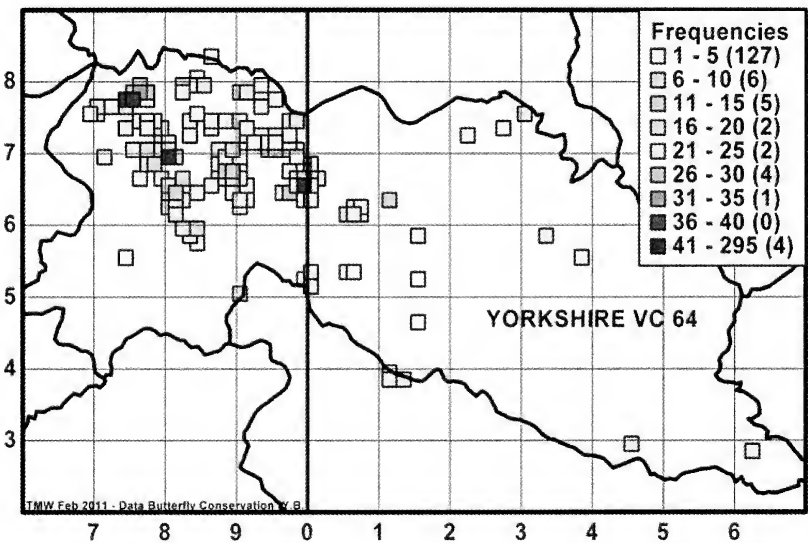 Frequencies
1 - 5 (127)
6 - 10 (6)
11 - 15 (5)
16 - 20 (2)
21 - 25 (2)
26 - 30 (4)
31 - 35 (1)
36 - 40 (0)
41 - 295 (4)
8
7
6
5
YORKSHIRE VC 64
4
3
TMW Feb 2011 - Data Butterfly Conservation Y.B.
7 8 9 0 1 2 3 4 5 6